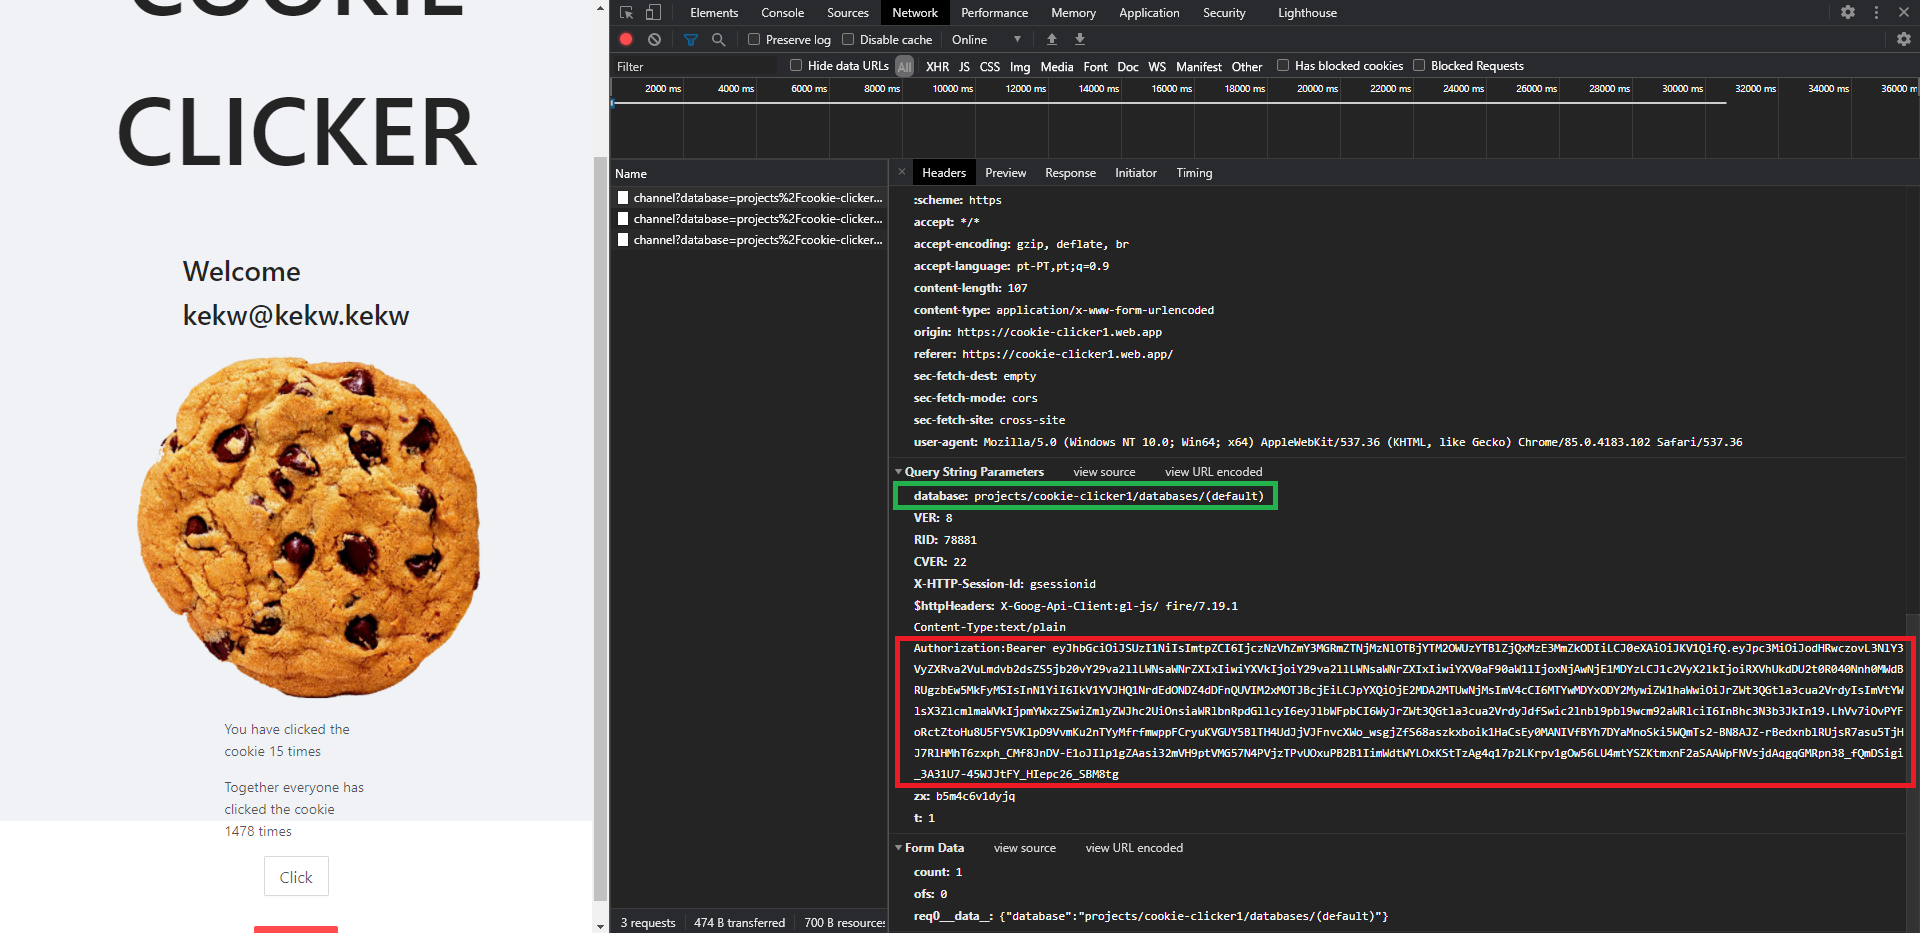 COOKIE
CLICKER
Welcome
kekw@kekw.kekw
You have clicked the
cookie 15 times
Together everyone has
clicked the cookie
1478 times
Click
Elements Console Sources Network Performance Memory Application Security Lighthouse
Preserve log Disable cache Online
Filter Hide data URLs All XHR JS CSS Img Media Font Doc WS Manifest Other Has blocked cookies Blocked Requests
2000 ms 4000 ms 6000 ms 8000 ms 10000 ms 12000 ms 14000 ms 16000 ms 18000 ms 20000 ms 22000 ms 24000 ms 26000 ms 28000 ms 30000 ms 32000 ms 34000 ms 36000 m
Name
channel?database=projects%2Fcookie-clicker...
channel?database=projects%2Fcookie-clicker...
channel?database=projects%2Fcookie-clicker...
3 requests 474 B transferred 700 B resource
Headers Preview Response Initiator Timing
:scheme: https
accept: */*
accept-encoding: gzip, deflate, br
accept-language: pt-PT,pt;q=0.9
content-length: 107
content-type: application/x-www-form-urlencoded
origin: https://cookie-clicker1.web.app
referer: https://cookie-clicker1.web.app/
sec-fetch-dest: empty
sec-fetch-mode: cors
sec-fetch-site: cross-site
user-agent: Mozilla/5.0 (Windows NT 10.0; Win64; x64) AppleWebKit/537.36 (KHTML, like Gecko) Chrome/85.0.4183.102 Safari/537.36
Query String Parameters view source view URL encoded
database: projects/cookie-clicker1/databases/(default)
VER: 8
RID: 78881
CVER: 22
X-HTTP-Session-Id: gsessionid
$httpHeaders: X-Goog-Api-Client:gl-js/ fire/7.19.1
Content-Type:text/plain
Authorization:Bearer
zx: b5m4c6v1dyjq
t: 1
Form Data view source view URL encoded
count: 1
ofs: 0
req0__data_: {"database":"projects/cookie-clicker1/databases/(default)"}